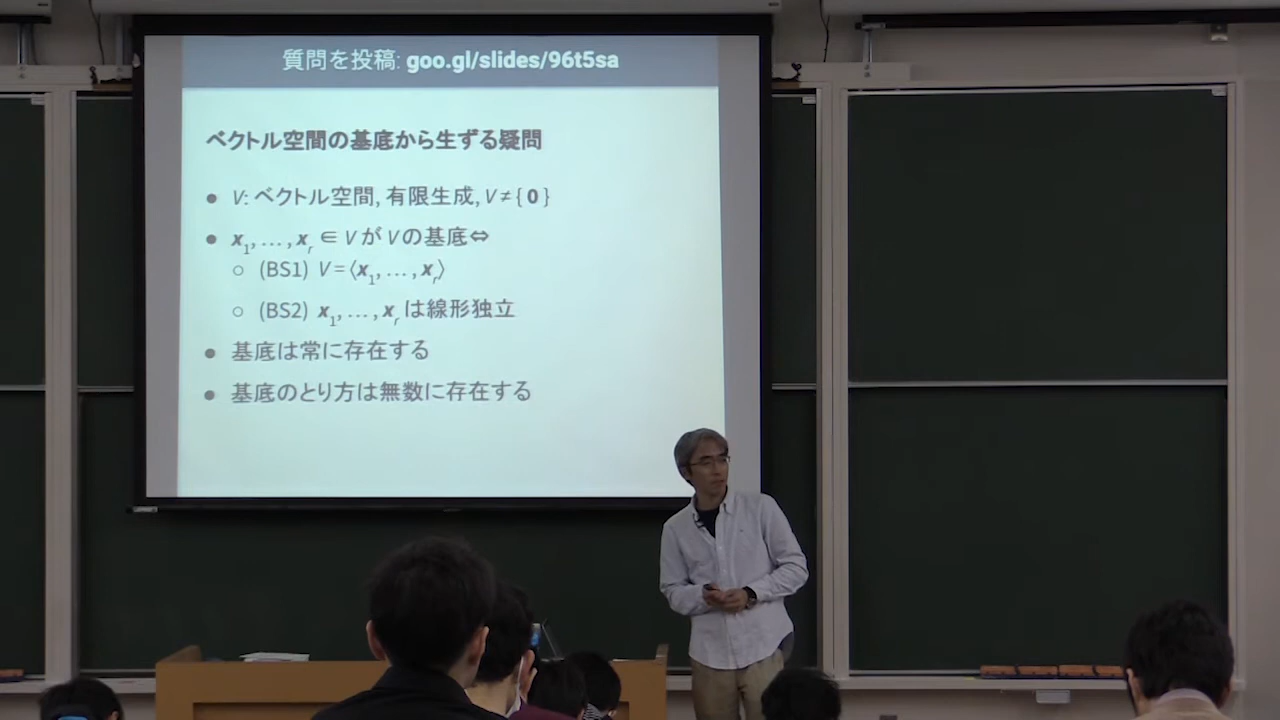 質問を投稿: goo.gl/slides/96t5sa
ベクトル空間の基底から生ずる疑問
● V: ベクトル空間, 有限生成, V ≠ { 0 }
● x1, … , xr ∈ V が V の基底⇔
○ (BS1) V = ⟨x1, … , xr⟩
○ (BS2) x1, … , xr は線形独立
● 基底は常に存在する
● 基底のとり方は無数に存在する